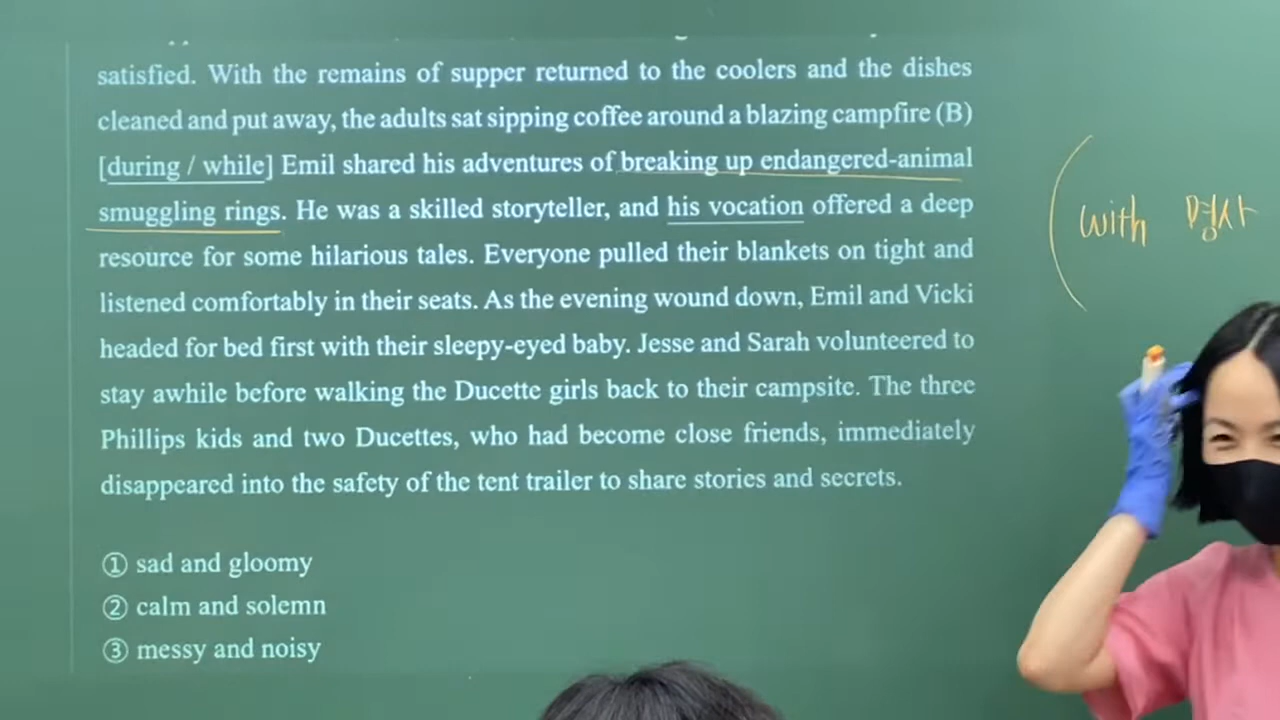 satisfied. With the remains of supper returned to the coolers and the dishes
cleaned and put away, the adults sat sipping coffee around a blazing campfire (B)
[during / while] Emil shared his adventures of breaking up endangered-animal
smuggling rings. He was a skilled storyteller, and his vocation offered a deep
resource for some hilarious tales. Everyone pulled their blankets on tight and
listened comfortably in their seats. As the evening wound down, Emil and Vicki
headed for bed first with their sleepy-eyed baby. Jesse and Sarah volunteered to
stay awhile before walking the Ducette girls back to their campsite. The three
Phillips kids and two Ducettes, who had become close friends, immediately
disappeared into the safety of the tent trailer to share stories and secrets.
① sad and gloomy
② calm and solemn
③ messy and noisy
( with 명사